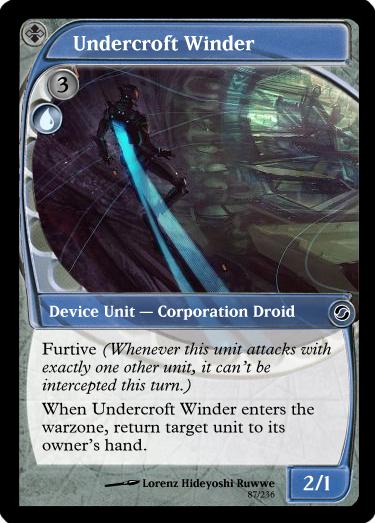 Undercroft Winder
3
Device Unit — Corporation Droid
Furtive (Whenever this unit attacks with
exactly one other unit, it can't be
intercepted this turn.)
When Undercroft Winder enters the
warzone, return target unit to its
owner's hand.
Lorenz Hideyoshi Ruwwe
87/236
2/1